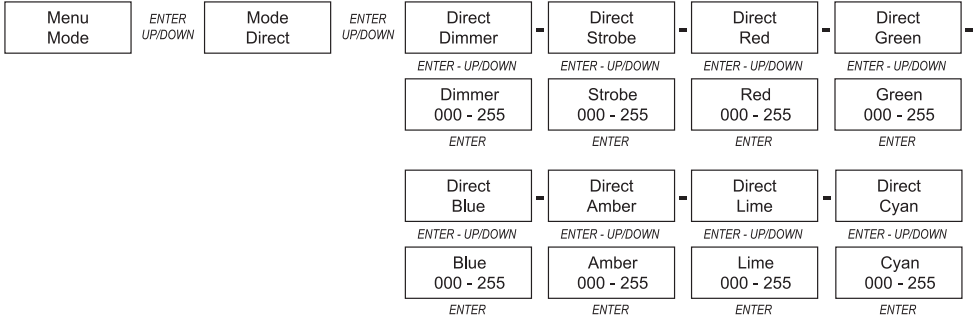 Menu
Mode
ENTER
UP/DOWN
Mode
Direct
ENTER
UP/DOWN
Direct
Dimmer
Direct
Strobe
Direct
Red
Direct
Green
ENTER - UP/DOWN
ENTER - UP/DOWN
ENTER - UP/DOWN
ENTER - UP/DOWN
Dimmer
000 - 255
Strobe
000 - 255
Red
000 - 255
Green
000 - 255
ENTER
ENTER
ENTER
ENTER
Direct
Blue
Direct
Amber
Direct
Lime
Direct
Cyan
ENTER - UP/DOWN
ENTER - UP/DOWN
ENTER - UP/DOWN
ENTER - UP/DOWN
Blue
000 - 255
Amber
000 - 255
Lime
000 - 255
Cyan
000 - 255
ENTER
ENTER
ENTER
ENTER